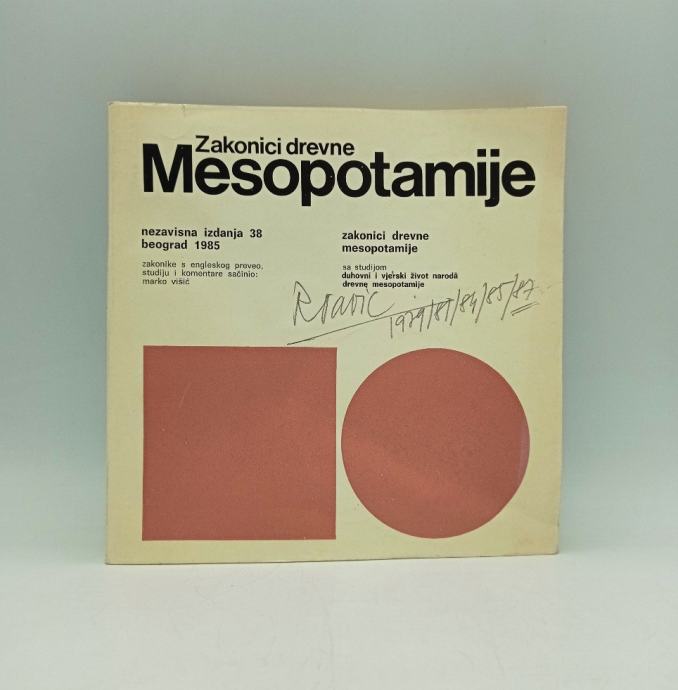 Zakonici drevne
Mesopotamije
nezavisna izdanja 38
beograd 1985
zakonike s engleskog preveo,
studiju i komentare sačinio:
marko višić
zakonici drevne
mesopotamije
sa studijom
duhovni i vjerski život narodâ
drevne mesopotamije
1979/81/84/85/87